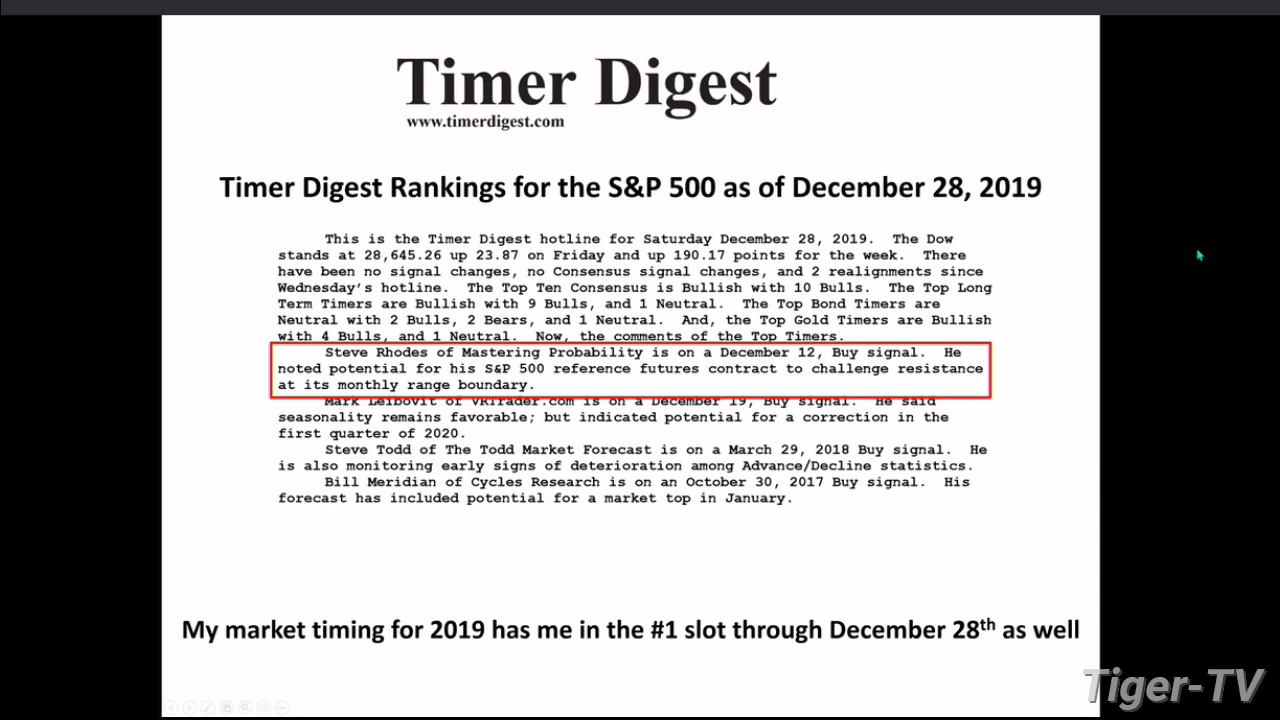 Timer Digest
www.timerdigest.com
Timer Digest Rankings for the S&P 500 as of December 28, 2019
This is the Timer Digest hotline for Saturday December 28, 2019. The Dow
stands at 28,645.26 up 23.87 on Friday and up 190.17 points for the week. There
have been no signal changes, no Consensus signal changes, and 2 realignments since
Wednesday's hotline. The Top Ten Consensus is Bullish with 10 Bulls. The Top Long
Term Timers are Bullish with 9 Bulls, and 1 Neutral. The Top Bond Timers are
Neutral with 2 Bulls, 2 Bears, and 1 Neutral. And, the Top Gold Timers are Bullish
with 4 Bulls, and 1 Neutral. Now, the comments of the Top Timers.
Steve Rhodes of Mastering Probability is on a December 12, Buy signal. He
noted potential for his S&P 500 reference futures contract to challenge resistance
at its monthly range boundary.
Mark Leibovit of VRTrader.com is on a December 19, Buy signal. He said
seasonality remains favorable; but indicated potential for a correction in the
first quarter of 2020.
Steve Todd of The Todd Market Forecast is on a March 29, 2018 Buy signal. He
is also monitoring early signs of deterioration among Advance/Decline statistics.
Bill Meridian of Cycles Research is on an October 30, 2017 Buy signal. His
forecast has included potential for a market top in January.
My market timing for 2019 has me in the #1 slot through December 28th as well
Tiger-TV